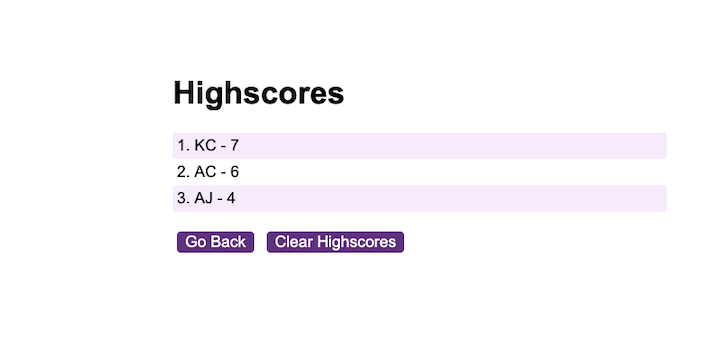 Highscores
1. KC - 7
2. AC - 6
3. AJ - 4
Go Back Clear Highscores